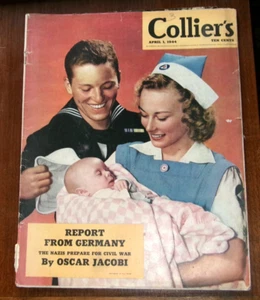 Collier's
APRIL 1, 1944
TEN CENTS
REPORT
FROM GERMANY
THE NAZIS PREPARE FOR CIVIL WAR
By OSCAR JACOBI